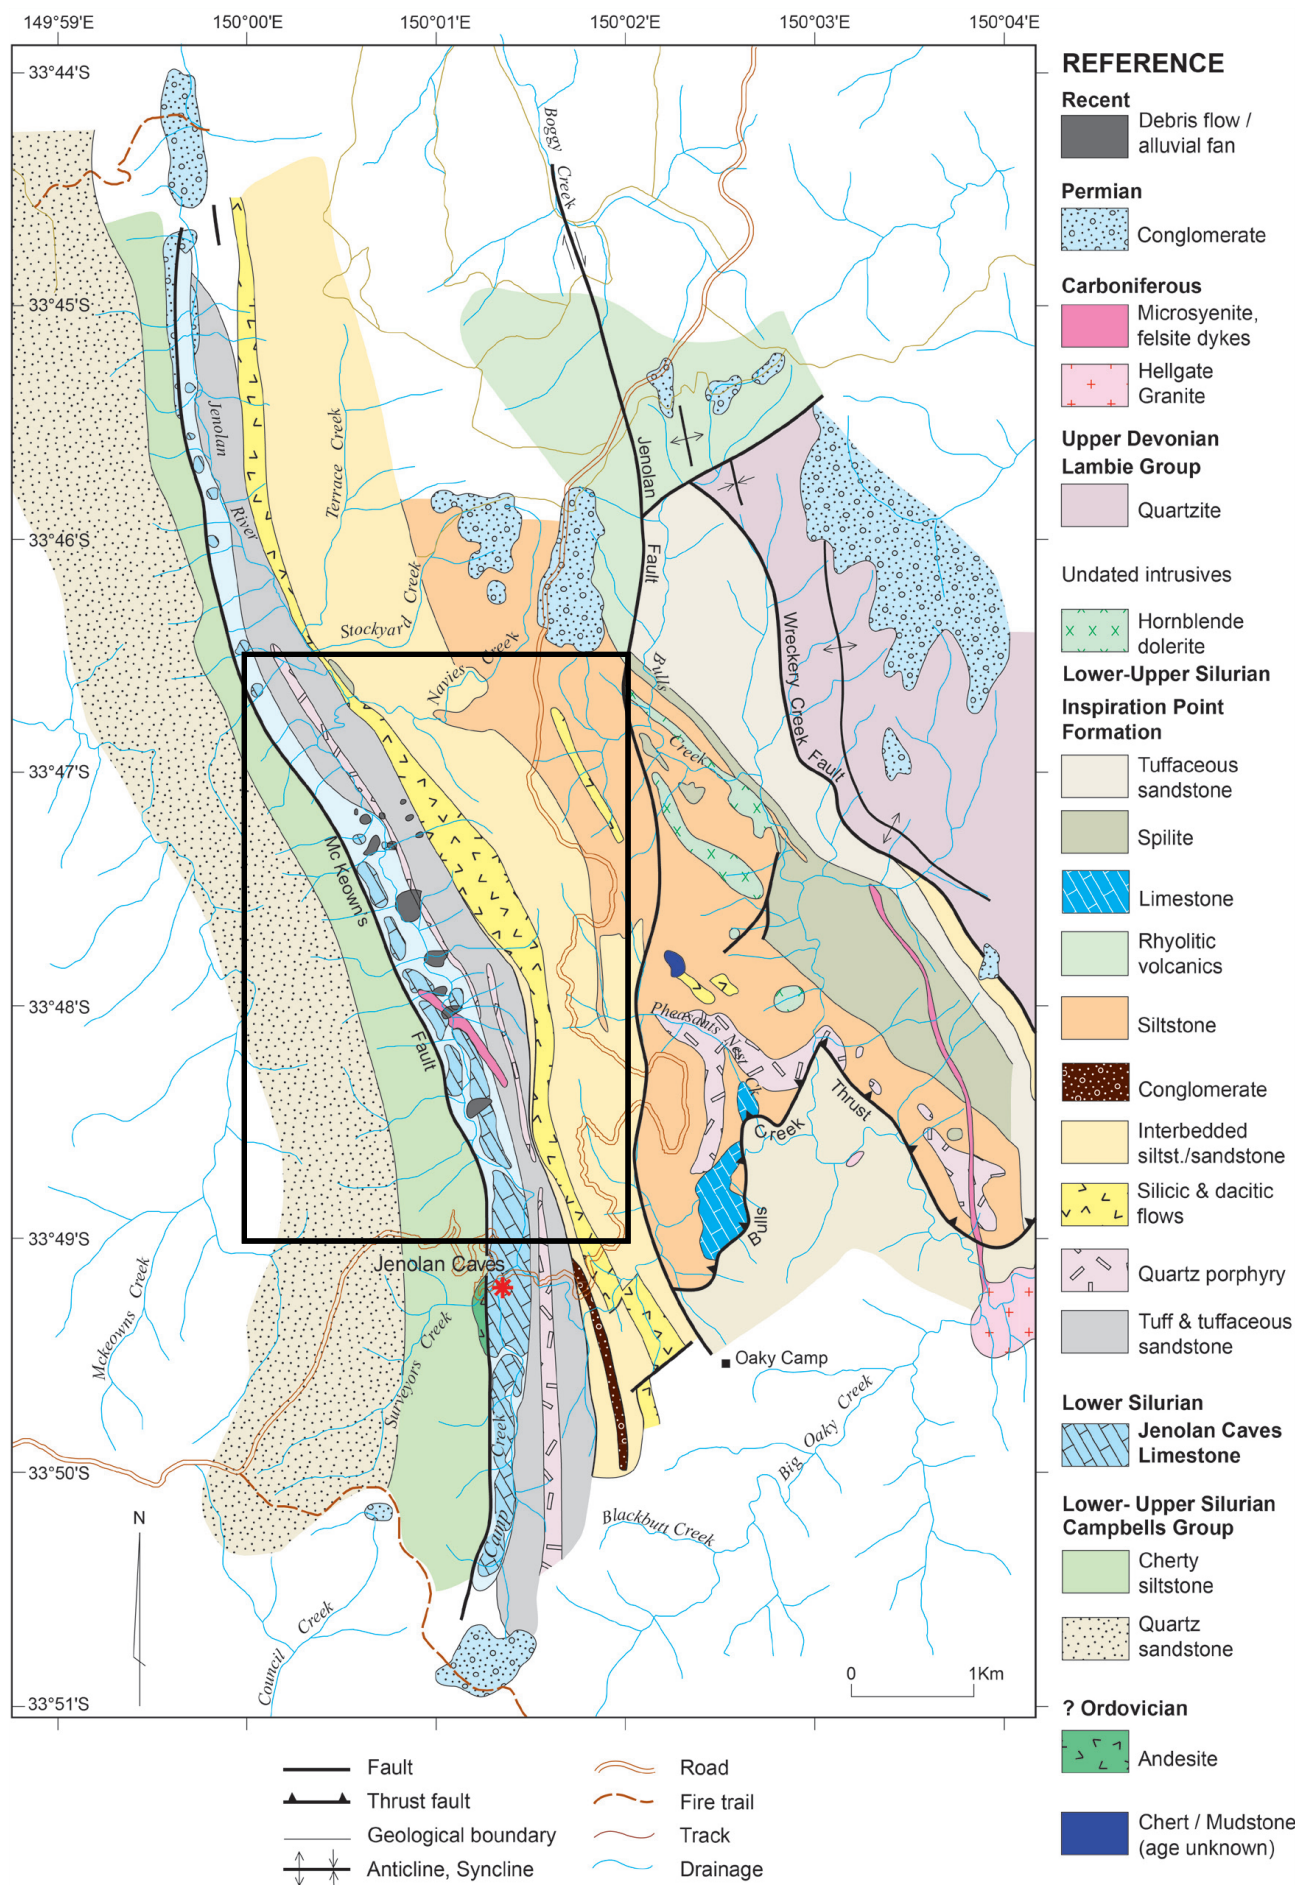 149°59'E
150°00'E
150°01'E
150°02'E
150°03'E
150°04'E
33°44'S
33°45'S
33°46'S
33°47'S
33°48'S
33°49'S
33°50'S
33°51'S
Boggy Creek
Jenolan River
Terrace Creek
Stockyard Creek
Navies Creek
Jenolan Fault
Bulls Creek
Wreckery Creek Fault
Mc Keown's Fault
Pheasants Nest Ck
Bulls Creek Thrust
Jenolan Caves
Mckeowns Creek
Surveyors Creek
Camp Creek
Oaky Camp
Big Oaky Creek
Blackbutt Creek
Council Creek
N
0 1Km
REFERENCE
Recent
Debris flow /
alluvial fan
Permian
Conglomerate
Carboniferous
Microsyenite,
felsite dykes
Hellgate
Granite
Upper Devonian
Lambie Group
Quartzite
Undated intrusives
Hornblende
dolerite
Lower-Upper Silurian
Inspiration Point
Formation
Tuffaceous
sandstone
Spilite
Limestone
Rhyolitic
volcanics
Siltstone
Conglomerate
Interbedded
siltst./sandstone
Silicic & dacitic
flows
Quartz porphyry
Tuff & tuffaceous
sandstone
Lower Silurian
Jenolan Caves
Limestone
Lower- Upper Silurian
Campbells Group
Cherty
siltstone
Quartz
sandstone
? Ordovician
Andesite
Chert / Mudstone
(age unknown)
Fault
Thrust fault
Geological boundary
Anticline, Syncline
Road
Fire trail
Track
Drainage